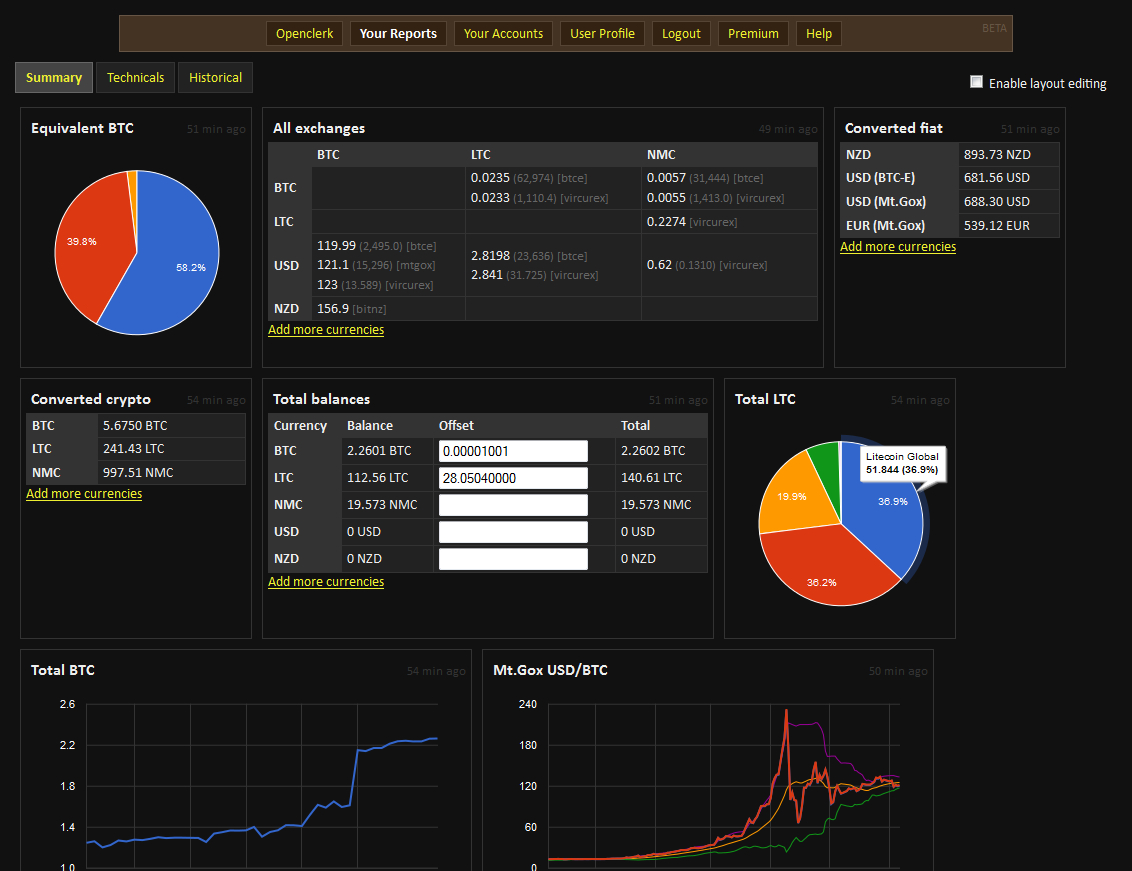 Openclerk Your Reports Your Accounts User Profile Logout Premium Help BETA
Summary Technicals Historical
Enable layout editing
Equivalent BTC 51 min ago
39.8%
58.2%
All exchanges 49 min ago
BTC LTC NMC
BTC 0.0235 (62,974) [btce] 0.0057 (31,444) [btce]
0.0233 (1,110.4) [vircurex] 0.0055 (1,413.0) [vircurex]
LTC 0.2274 [vircurex]
USD 119.99 (2,495.0) [btce] 2.8198 (23,636) [btce] 0.62 (0.1310) [vircurex]
121.1 (15,296) [mtgox] 2.841 (31.725) [vircurex]
123 (13.589) [vircurex]
NZD 156.9 [bitnz]
Add more currencies
Converted fiat 51 min ago
NZD 893.73 NZD
USD (BTC-E) 681.56 USD
USD (Mt.Gox) 688.30 USD
EUR (Mt.Gox) 539.12 EUR
Add more currencies
Converted crypto 54 min ago
BTC 5.6750 BTC
LTC 241.43 LTC
NMC 997.51 NMC
Add more currencies
Total balances 51 min ago
Currency Balance Offset Total
BTC 2.2601 BTC 0.00001001 2.2602 BTC
LTC 112.56 LTC 28.05040000 140.61 LTC
NMC 19.573 NMC 19.573 NMC
USD 0 USD 0 USD
NZD 0 NZD 0 NZD
Add more currencies
Total LTC 54 min ago
Litecoin Global
51.844 (36.9%)
19.9%
36.9%
36.2%
Total BTC 54 min ago
2.6
2.2
1.8
1.4
1.0
Mt.Gox USD/BTC 50 min ago
240
180
120
60
0